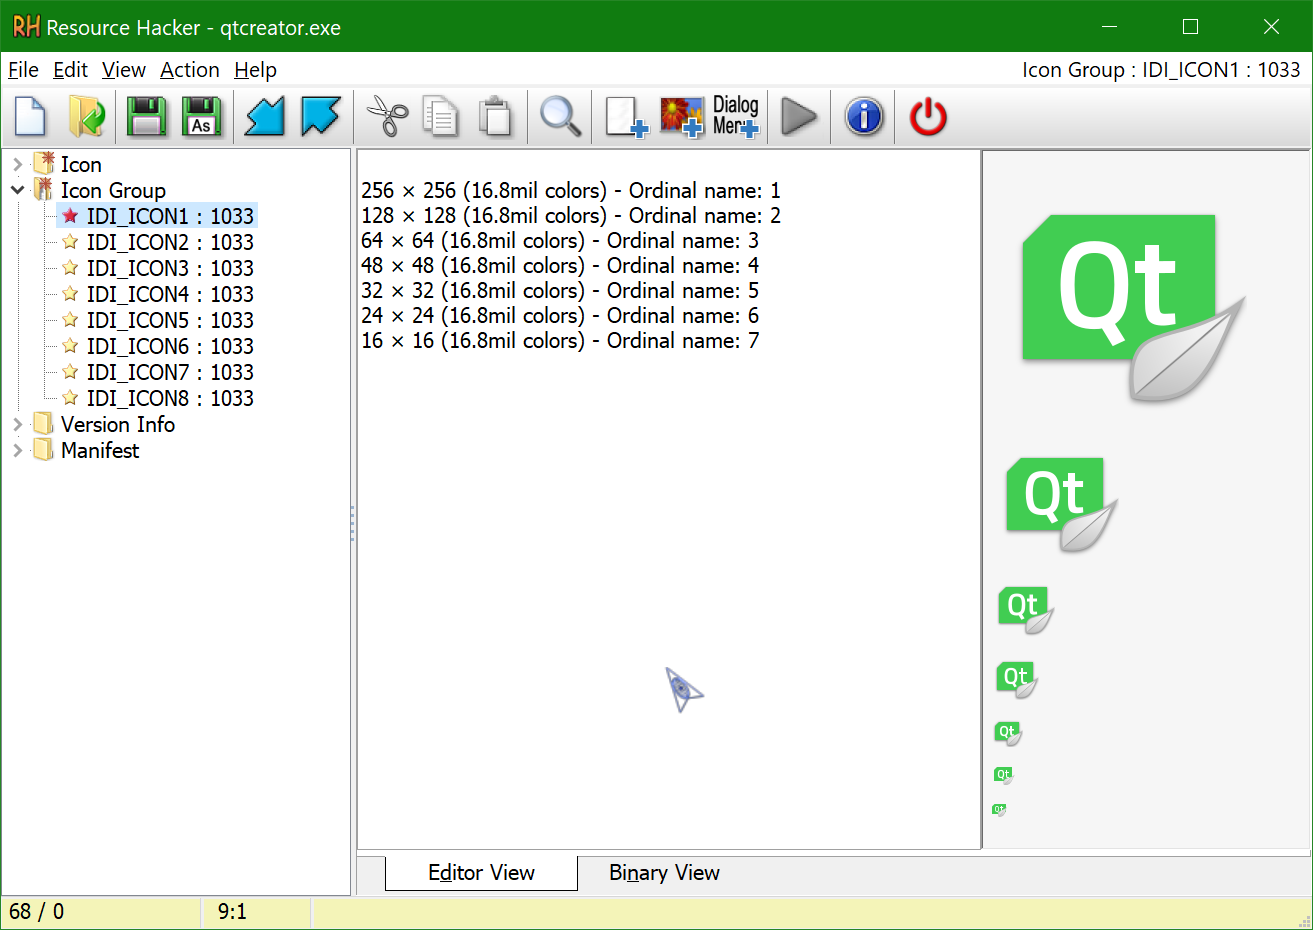 RH Resource Hacker - qtcreator.exe
File Edit View Action Help
Icon Group : IDI_ICON1 : 1033
As
Dialog
Menu
Icon
Icon Group
IDI_ICON1 : 1033
IDI_ICON2 : 1033
IDI_ICON3 : 1033
IDI_ICON4 : 1033
IDI_ICON5 : 1033
IDI_ICON6 : 1033
IDI_ICON7 : 1033
IDI_ICON8 : 1033
Version Info
Manifest
256 × 256 (16.8mil colors) - Ordinal name: 1
128 × 128 (16.8mil colors) - Ordinal name: 2
64 × 64 (16.8mil colors) - Ordinal name: 3
48 × 48 (16.8mil colors) - Ordinal name: 4
32 × 32 (16.8mil colors) - Ordinal name: 5
24 × 24 (16.8mil colors) - Ordinal name: 6
16 × 16 (16.8mil colors) - Ordinal name: 7
Qt
Qt
Qt
Qt
Qt
Qt
Qt
Editor View
Binary View
68 / 0
9:1